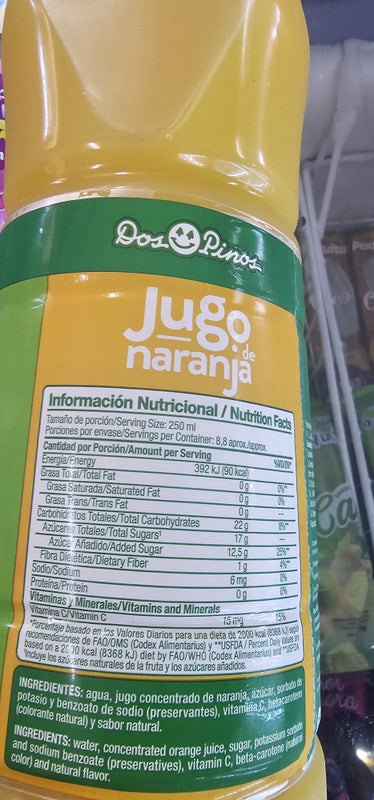 Dos Pinos
Jugo
de
naranja
Información Nutricional / Nutrition Facts
Tamaño de porción/Serving Size: 250 ml
Porciones por envase/Servings per Container: 8,8 aprox./approx.
Cantidad por Porción/Amount per Serving %VD/DV*
Energía/Energy 392 kJ (90 kcal)
Grasa Total/Total Fat 0 g 0%**
Grasa Saturada/Saturated Fat 0 g 0%
Grasa Trans/Trans Fat 0 g —
Carbohidratos Totales/Total Carbohydrates 22 g 8%**
Azúcares Totales/Total Sugars¹ 17 g —
Azúcar Añadido/Added Sugar 12,5 g 25%**
Fibra Dietética/Dietary Fiber 1 g 4%**
Sodio/Sodium 6 mg 0%
Proteína/Protein 0 g 0%
Vitaminas y Minerales/Vitamins and Minerals
Vitamina C/Vitamin C 15 mg 15%
*Porcentaje basado en los Valores Diarios para una dieta de 2000 kcal (8368 kJ) según
recomendaciones de FAO/OMS (Codex Alimentarius) y **USFDA / Percent Daily Values are
based on a 2000 kcal (8368 kJ) diet by FAO/WHO (Codex Alimentarius) and **USFDA.
Incluye los azúcares naturales de la fruta y los azúcares añadidos.
INGREDIENTES: agua, jugo concentrado de naranja, azúcar, sorbato de
potasio y benzoato de sodio (preservantes), vitamina C, betacaroteno
(colorante natural) y sabor natural.
INGREDIENTS: water, concentrated orange juice, sugar, potassium sorbate
and sodium benzoate (preservatives), vitamin C, beta-carotene (natural
color) and natural flavor.